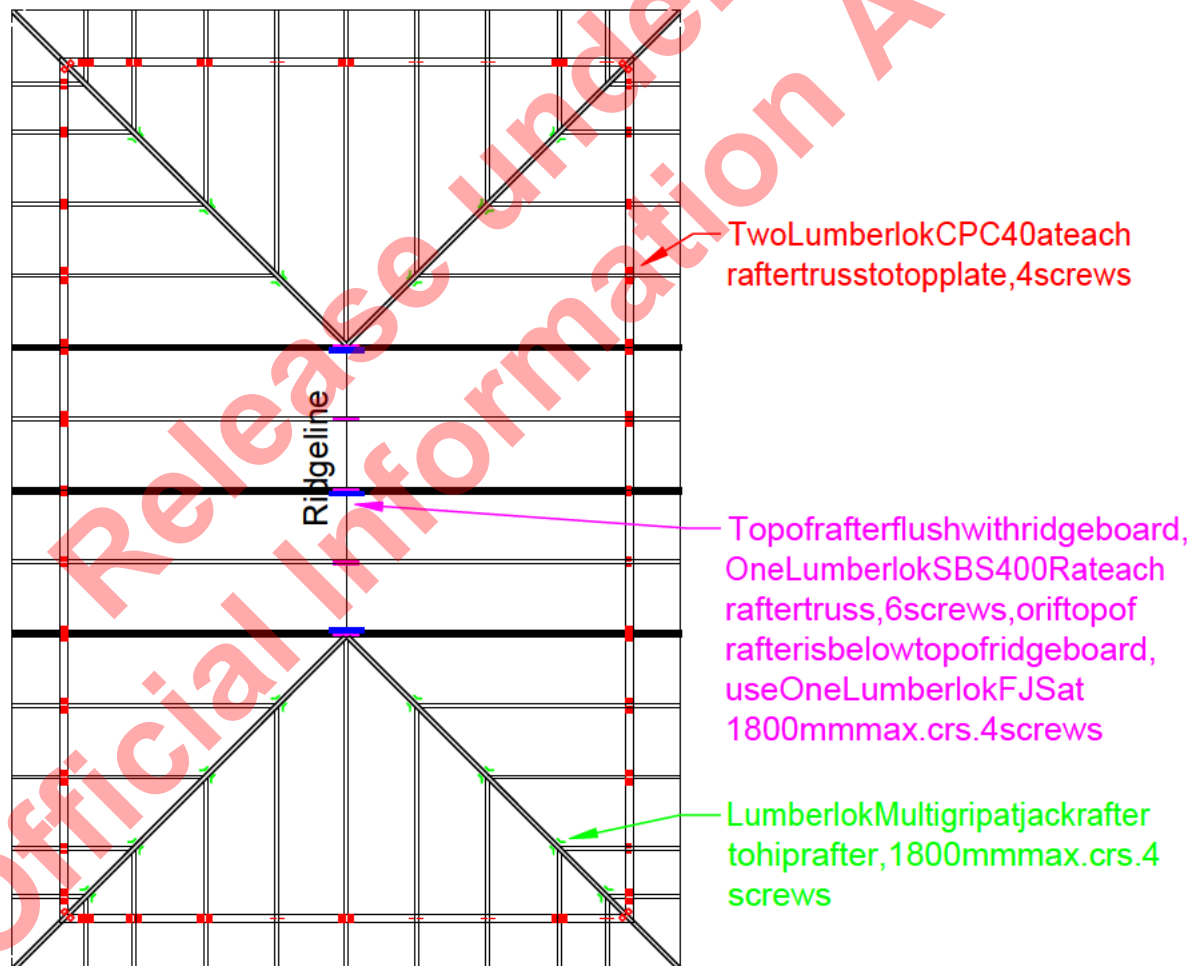 Release unde
Official Information A
TwoLumberlokCPC40ateach
raftertrusstotopplate,4screws
Ridgeline
Topofrafterflushwithridgeboard,
OneLumberlokSBS400Rateach
raftertruss,6screws,oriftopof
rafterisbelowtopofridgeboard,
useOneLumberlokFJSat
1800mmmax.crs.4screws
LumberlokMultigripatjackrafter
tohiprafter,1800mmmax.crs.4
screws